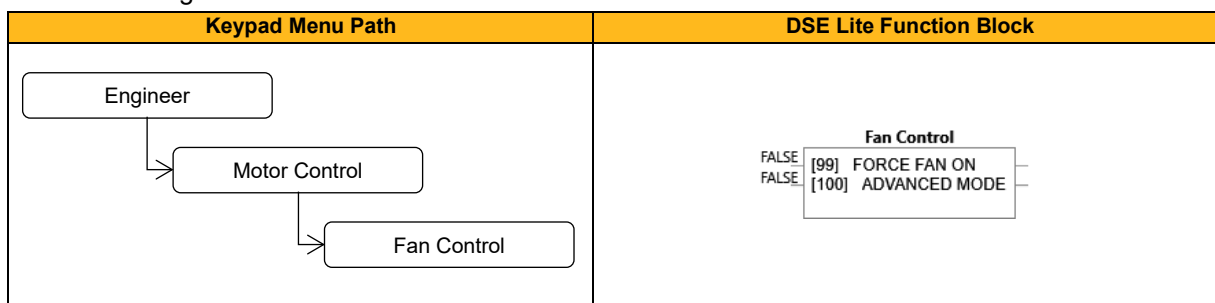 Keypad Menu Path
DSE Lite Function Block
Engineer
Motor Control
Fan Control
Fan Control
FALSE [99] FORCE FAN ON
FALSE [100] ADVANCED MODE